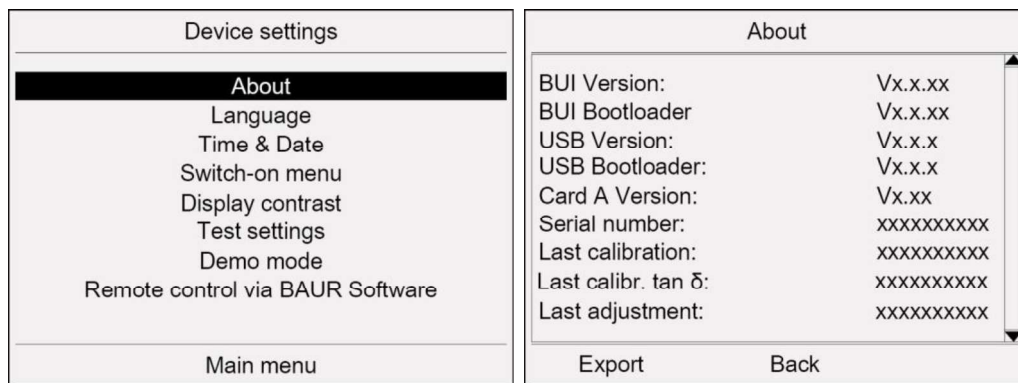 Device settings
About
Language
Time & Date
Switch-on menu
Display contrast
Test settings
Demo mode
Remote control via BAUR Software
Main menu
About
BUI Version: Vx.x.xx
BUI Bootloader Vx.x.xx
USB Version: Vx.x.x
USB Bootloader: Vx.x.x
Card A Version: Vx.xx
Serial number: xxxxxxxxxx
Last calibration: xxxxxxxxxx
Last calibr. tan δ: xxxxxxxxxx
Last adjustment: xxxxxxxxxx
Export Back